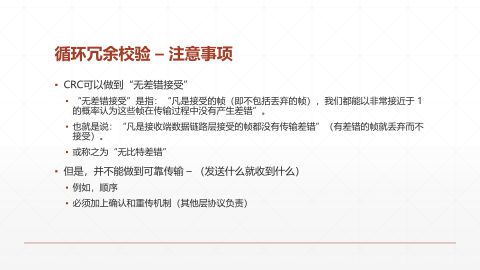 循环冗余校验 – 注意事项
CRC可以做到“无差错接受”
“无差错接受”是指：“凡是接受的帧（即不包括丢弃的帧），我们都能以非常接近于 1
的概率认为这些帧在传输过程中没有产生差错”。
也就是说：“凡是接收端数据链路层接受的帧都没有传输差错”（有差错的帧就丢弃而不
接受）。
或称之为“无比特差错”
但是，并不能做到可靠传输 – （发送什么就收到什么）
例如，顺序
必须加上确认和重传机制（其他层协议负责）